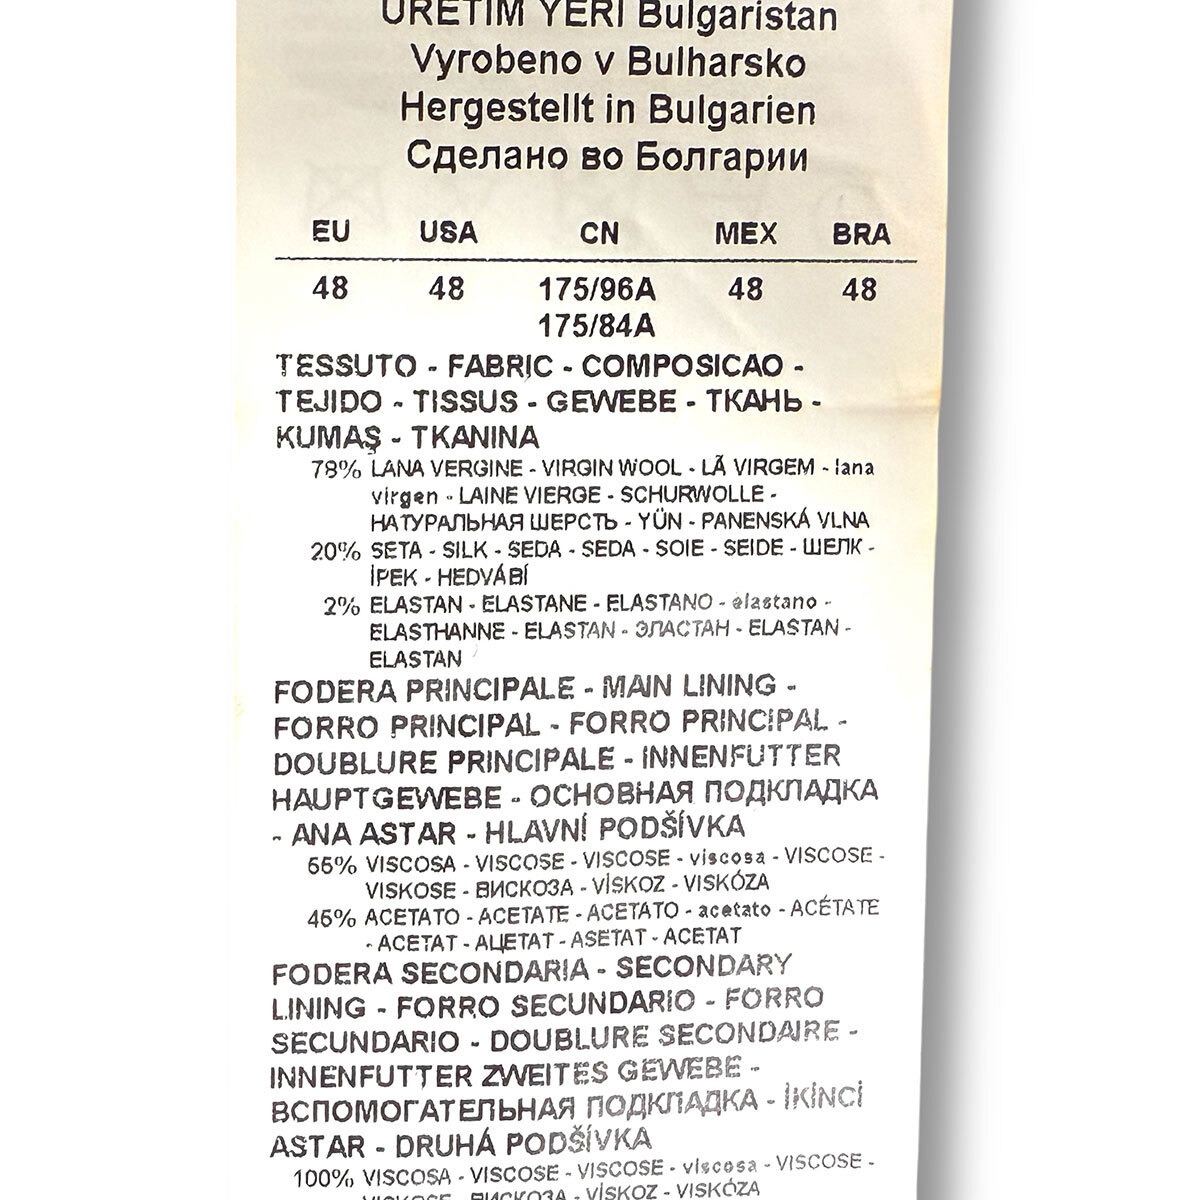 ÜRETİM YERİ Bulgaristan
Vyrobeno v Bulharsko
Hergestellt in Bulgarien
Сделано во Болгарии
EU USA CN MEX BRA
48 48 175/96A 48 48
175/84A
TESSUTO - FABRIC - COMPOSICAO -
TEJIDO - TISSUS - GEWEBE - ТКАНЬ -
KUMAŞ - TKANINA
78% LANA VERGINE - VIRGIN WOOL - LÃ VIRGEM - lana
virgen - LAINE VIERGE - SCHURWOLLE -
НАТУРАЛЬНАЯ ШЕРСТЬ - YÜN - PANENSKÁ VLNA
20% SETA - SILK - SEDA - SEDA - SOIE - SEIDE - ШЕЛК -
İPEK - HEDVÁBÍ
2% ELASTAN - ELASTANE - ELASTANO - elastano -
ELASTHANNE - ELASTAN - ЭЛАСТАН - ELASTAN -
ELASTAN
FODERA PRINCIPALE - MAIN LINING -
FORRO PRINCIPAL - FORRO PRINCIPAL -
DOUBLURE PRINCIPALE - INNENFUTTER
HAUPTGEWEBE - ОСНОВНАЯ ПОДКЛАДКА
- ANA ASTAR - HLAVNÍ PODŠÍVKA
55% VISCOSA - VISCOSE - VISCOSE - viscosa - VISCOSE -
VISKOSE - ВИСКОЗА - VİSKOZ - VISKÓZA
45% ACETATO - ACETATE - ACETATO - acetato - ACÉTATE
- ACETAT - АЦЕТАТ - ASETAT - ACETAT
FODERA SECONDARIA - SECONDARY
LINING - FORRO SECUNDARIO - FORRO
SECUNDARIO - DOUBLURE SECONDAIRE -
INNENFUTTER ZWEITES GEWEBE -
ВСПОМОГАТЕЛЬНАЯ ПОДКЛАДКА - İKİNCİ
ASTAR - DRUHÁ PODŠÍVKA
100% VISCOSA - VISCOSE - VISCOSE - viscosa - VISCOSE -
VISKOSE - ВИСКОЗА - VİSKOZ - VISKÓZA